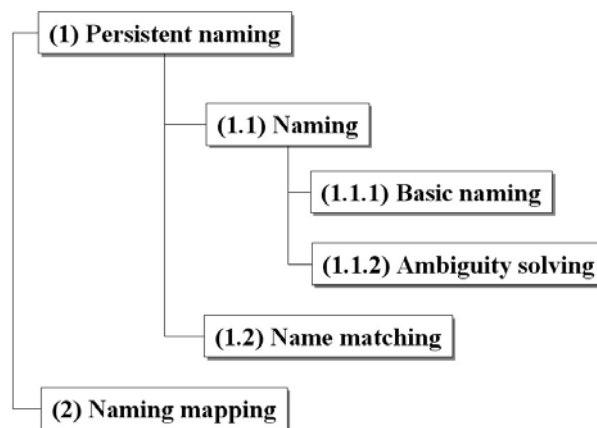 (1) Persistent naming
(1.1) Naming
(1.1.1) Basic naming
(1.1.2) Ambiguity solving
(1.2) Name matching
(2) Naming mapping